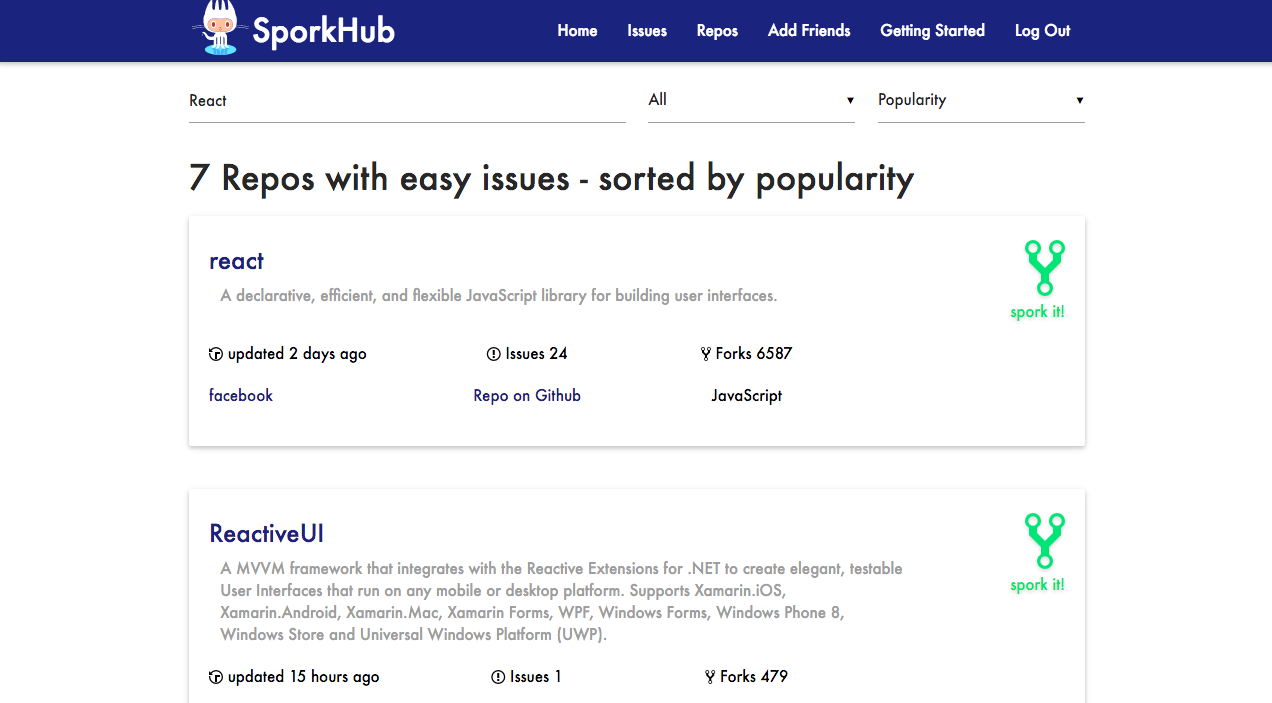 SporkHub
Home Issues Repos Add Friends Getting Started Log Out
React All Popularity
7 Repos with easy issues - sorted by popularity
react
A declarative, efficient, and flexible JavaScript library for building user interfaces.
spork it!
updated 2 days ago Issues 24 Forks 6587
facebook Repo on Github JavaScript
ReactiveUI
A MVVM framework that integrates with the Reactive Extensions for .NET to create elegant, testable
User Interfaces that run on any mobile or desktop platform. Supports Xamarin.iOS,
Xamarin.Android, Xamarin.Mac, Xamarin Forms, WPF, Windows Forms, Windows Phone 8,
Windows Store and Universal Windows Platform (UWP).
spork it!
updated 15 hours ago Issues 1 Forks 479